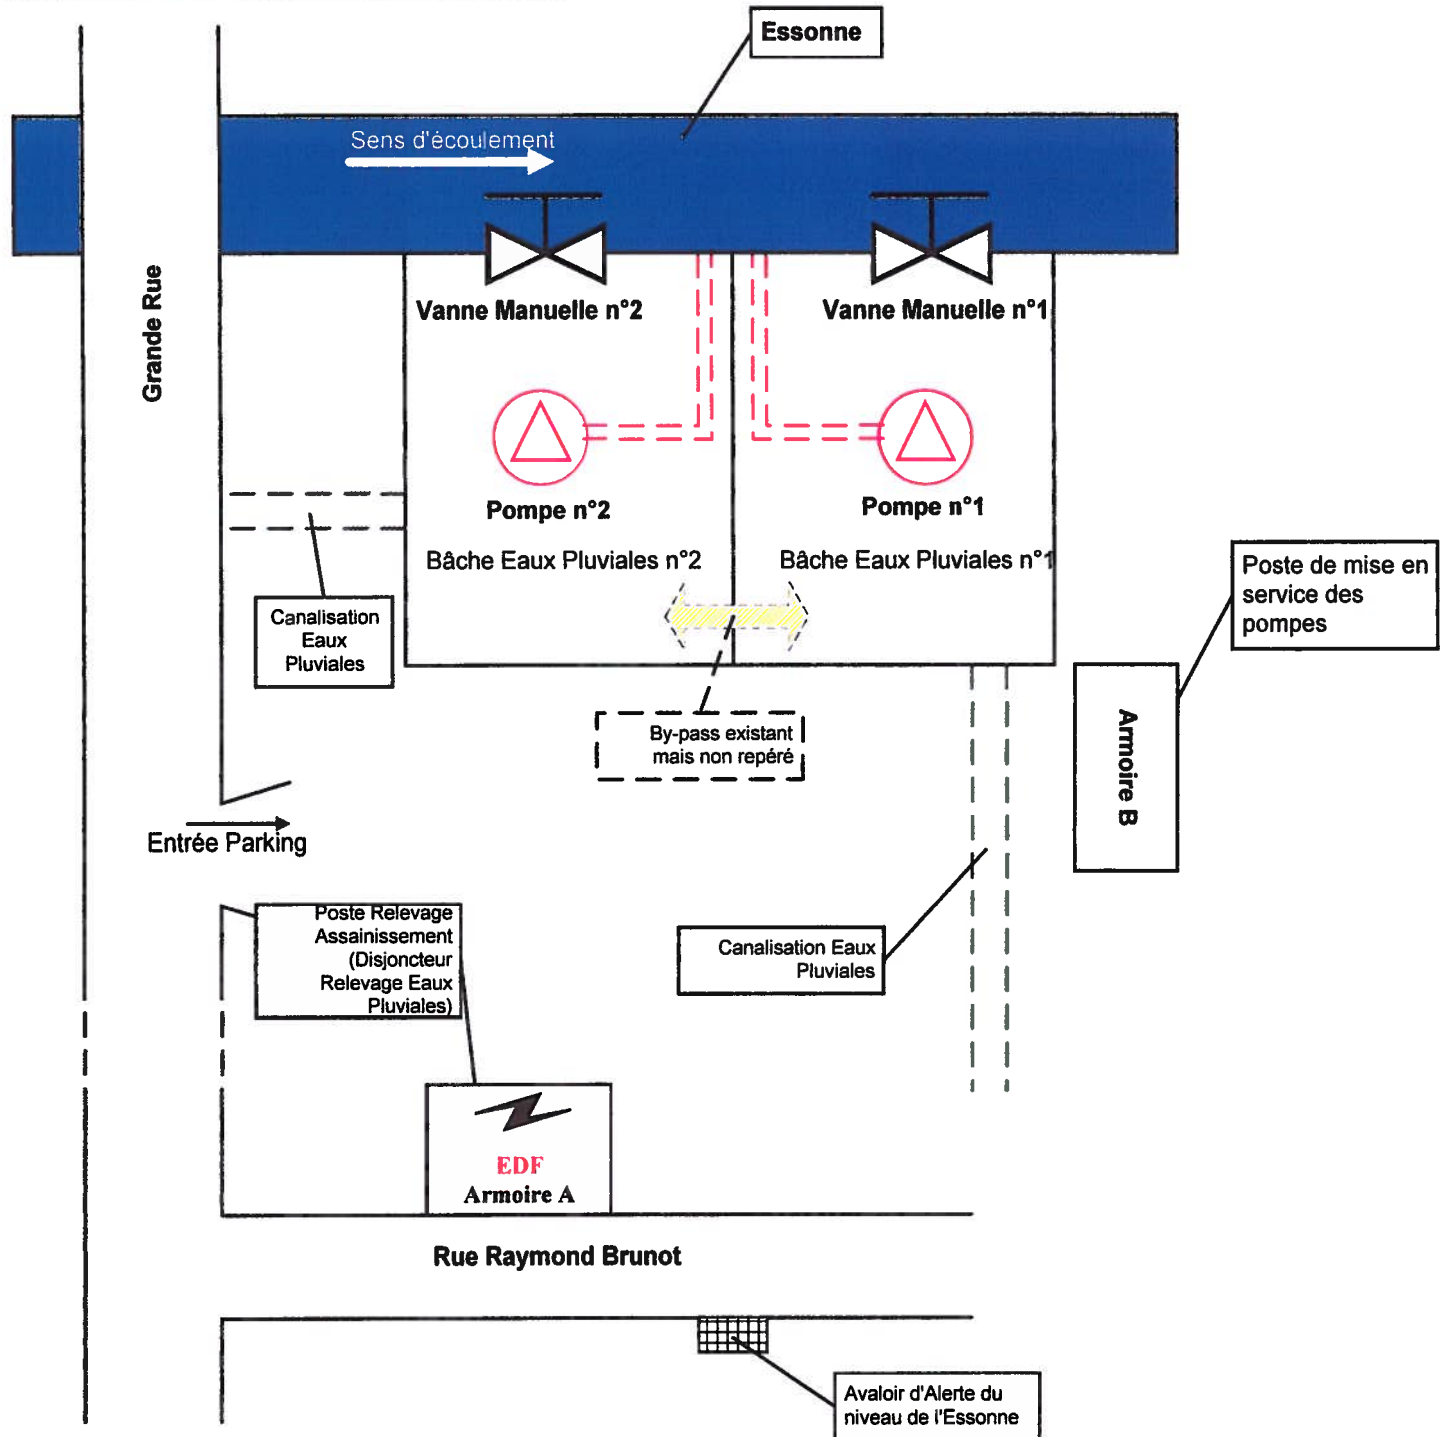 Essonne
Sens d'écoulement
Grande Rue
Vanne Manuelle n°2
Vanne Manuelle n°1
Pompe n°2
Pompe n°1
Bâche Eaux Pluviales n°2
Bâche Eaux Pluviales n°1
Poste de mise en
service des
pompes
Canalisation
Eaux
Pluviales
By-pass existant
mais non repéré
Armoire B
Entrée Parking
Poste Relevage
Assainissement
(Disjoncteur
Relevage Eaux
Pluviales)
Canalisation Eaux
Pluviales
EDF
Armoire A
Rue Raymond Brunot
Avaloir d'Alerte du
niveau de l'Essonne